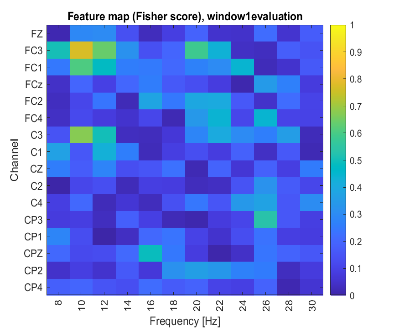 Feature map (Fisher score), window1evaluation
FZ
FC3
FC1
FCz
FC2
FC4
C3
C1
CZ
C2
C4
CP3
CP1
CPZ
CP2
CP4
Channel
8 10 12 14 16 18 20 22 24 26 28 30
Frequency [Hz]
1
0.9
0.8
0.7
0.6
0.5
0.4
0.3
0.2
0.1
0